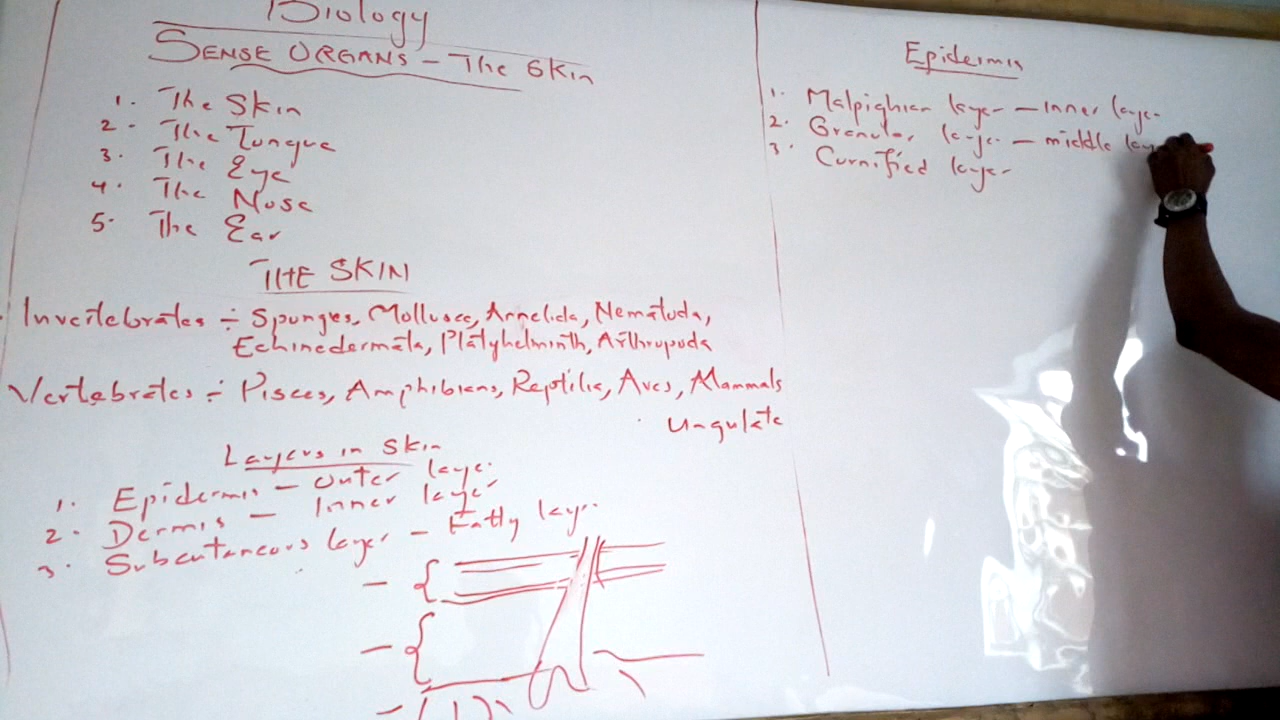 Biology
SENSE ORGANS - The Skin
1. The Skin
2. The Tongue
3. The Eye
4. The Nose
5. The Ear
THE SKIN
Invertebrates ÷ Sponges, Mollusca, Annelida, Nematoda,
Echinodermata, Platyhelminth, Arthropoda
Vertebrates ÷ Pisces, Amphibians, Reptilia, Aves, Mammals
Ungulate
Layers in Skin
1. Epidermis - outer layer
2. Dermis - Inner layer
3. Subcutaneous layer - Fatty layer
Epidermis
1. Malpighian layer - Inner layer
2. Granular layer - middle
3. Cornified layer